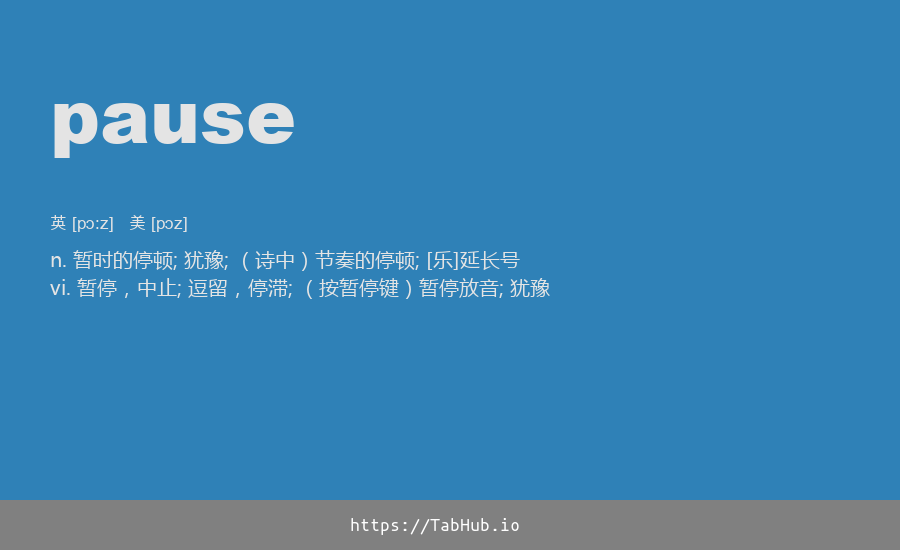 pause
英 [pɔːz] 美 [pɔz]
n. 暂时的停顿; 犹豫; （诗中）节奏的停顿; [乐]延长号
vi. 暂停，中止; 逗留，停滞; （按暂停键）暂停放音; 犹豫
https://TabHub.io